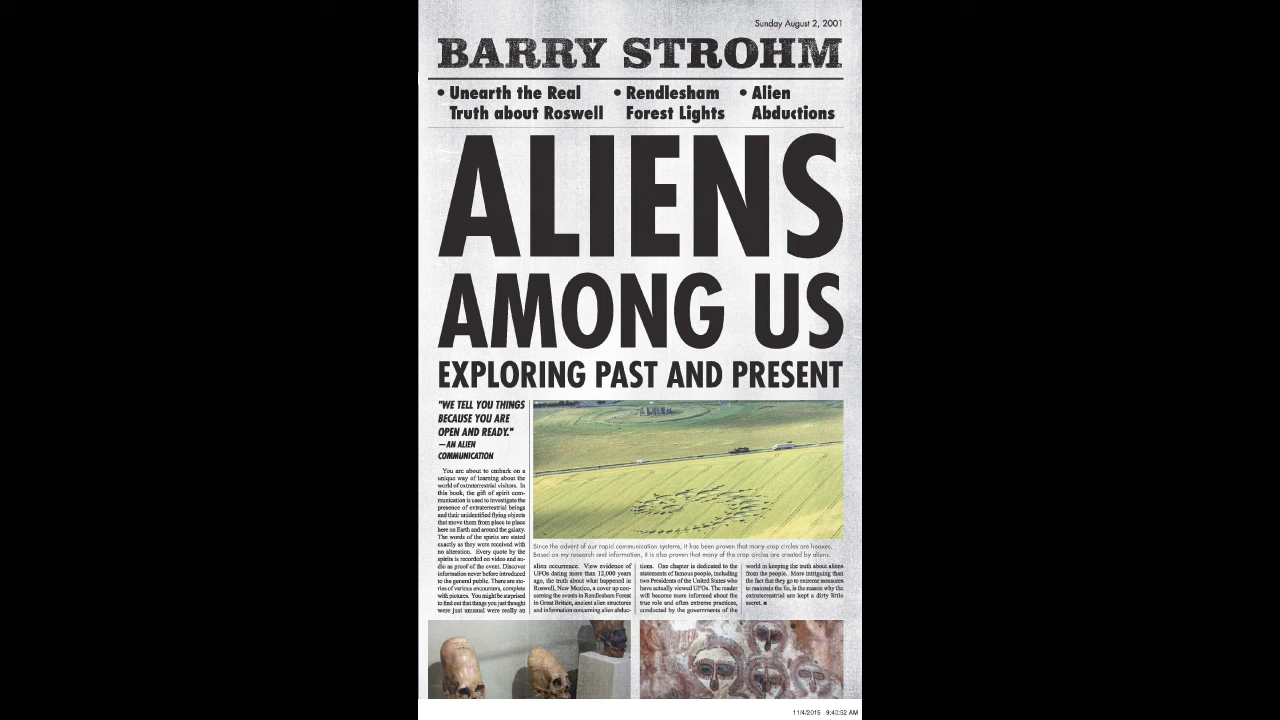 Sunday August 2, 2001
BARRY STROHM
• Unearth the Real
Truth about Roswell
• Rendlesham
Forest Lights
• Alien
Abductions
ALIENS
AMONG US
EXPLORING PAST AND PRESENT
"WE TELL YOU THINGS
BECAUSE YOU ARE
OPEN AND READY."
—AN ALIEN
COMMUNICATION
You are about to embark on a
unique way of learning about the
world of extraterrestrial visitors. In
this book, the gift of spirit com-
munication is used to investigate the
presence of extraterrestrial beings
and their unidentified flying objects
that move them from place to place
here on Earth and around the galaxy.
The words of the spirits are stated
exactly as they were received with
no alteration. Every quote by the
spirits is recorded on video and au-
dio as proof of the event. Discover
information never before introduced
to the general public. There are sto-
ries of various encounters, complete
with pictures. You might be surprised
to find out that things you just thought
were just unusual were really an
Since the advent of our rapid communication systems, it has been proven that many crop circles are hoaxes.
Based on my research and information, it is also proven that many of the crop circles are created by aliens.
alien occurrence. View evidence of
UFOs dating more than 12,000 years
ago, the truth about what happened in
Roswell, New Mexico, a cover up con-
cerning the events in Rendlesham Forest
in Great Britain, ancient alien structures
and information concerning alien abduc-
tions. One chapter is dedicated to the
statements of famous people, including
two Presidents of the United States who
have actually viewed UFOs. The reader
will become more informed about the
true role and often extreme practices,
conducted by the governments of the
world in keeping the truth about aliens
from the people. More intriguing than
the fact that they go to extreme measures
to maintain the lie, is the reason why the
extraterrestrial are kept a dirty little
secret. ■
11/4/2015 9:40:52 AM